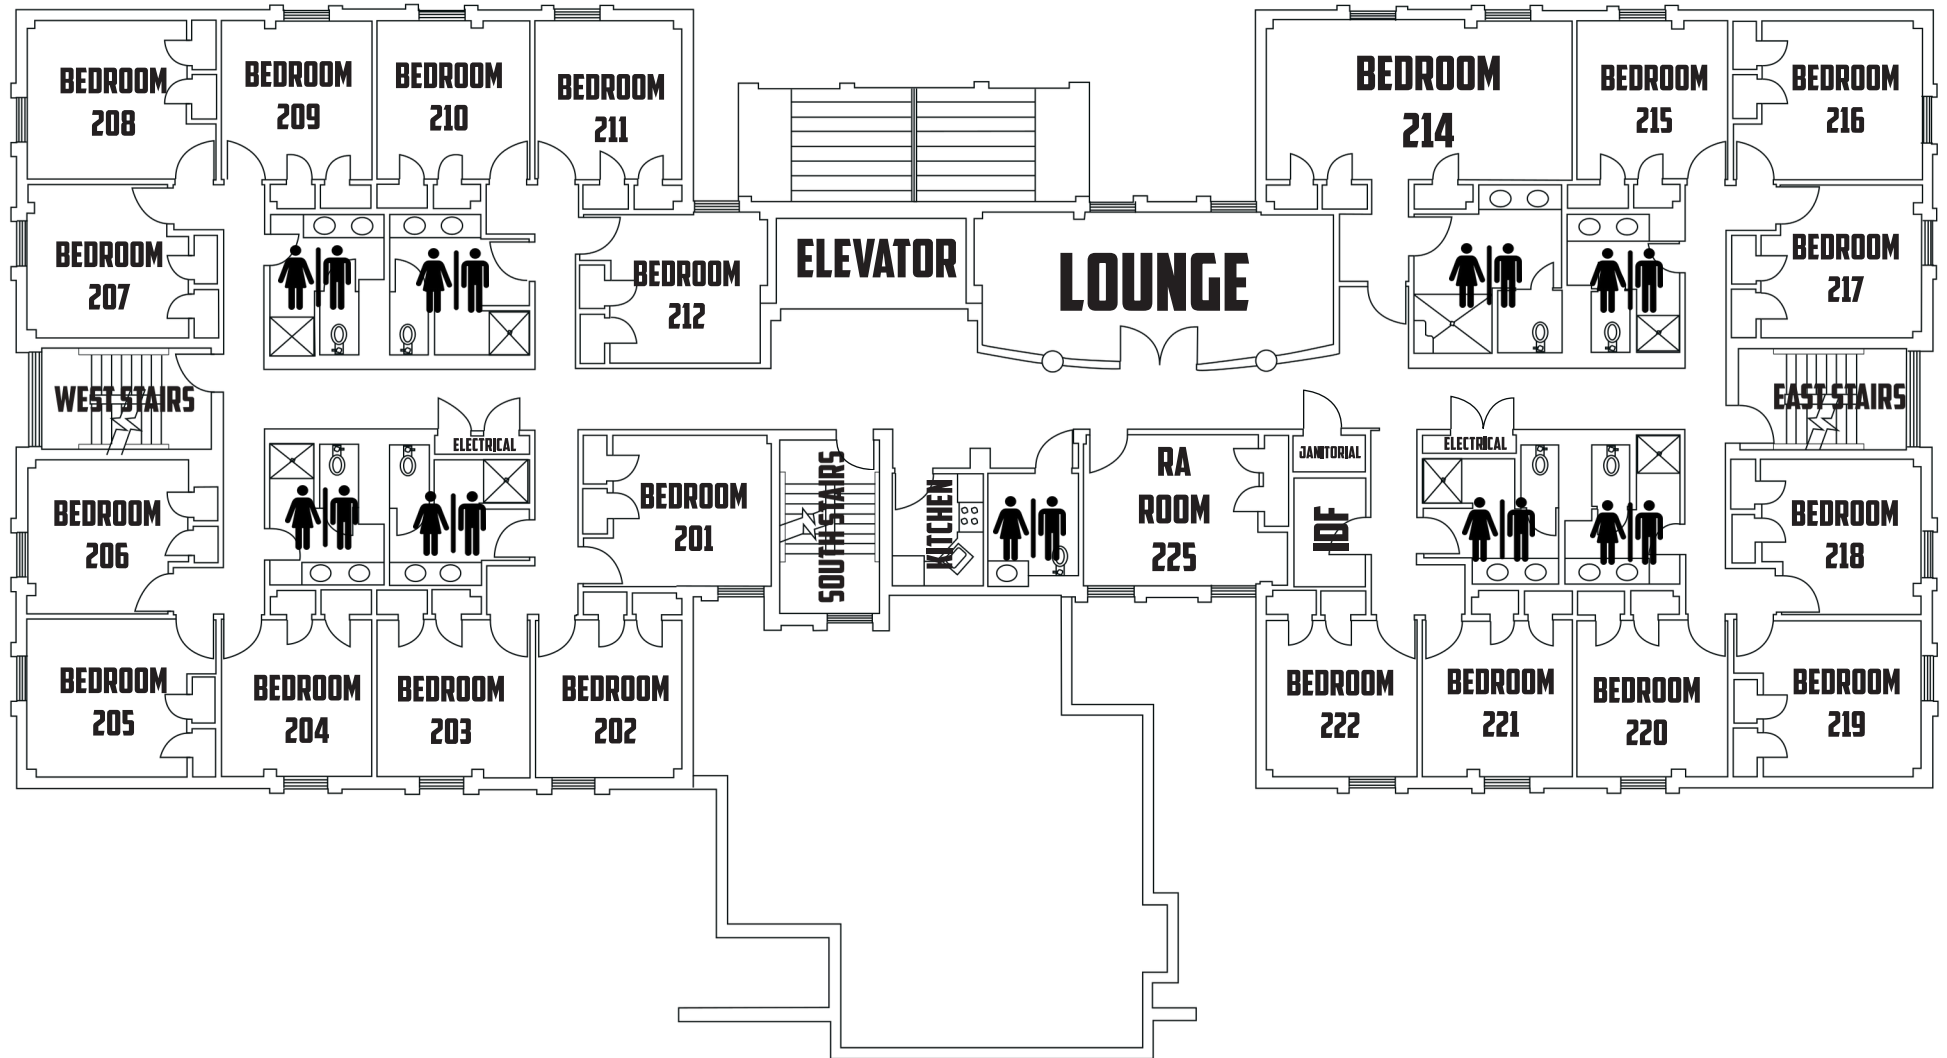 BEDROOM
208
BEDROOM
209
BEDROOM
210
BEDROOM
211
BEDROOM
214
BEDROOM
215
BEDROOM
216
BEDROOM
207
BEDROOM
212
ELEVATOR
LOUNGE
BEDROOM
217
WEST STAIRS
EAST STAIRS
ELECTRICAL
ELECTRICAL
BEDROOM
206
BEDROOM
201
SOUTH STAIRS
KITCHEN
RA
ROOM
225
JANITORIAL
IDF
BEDROOM
218
BEDROOM
205
BEDROOM
204
BEDROOM
203
BEDROOM
202
BEDROOM
222
BEDROOM
221
BEDROOM
220
BEDROOM
219